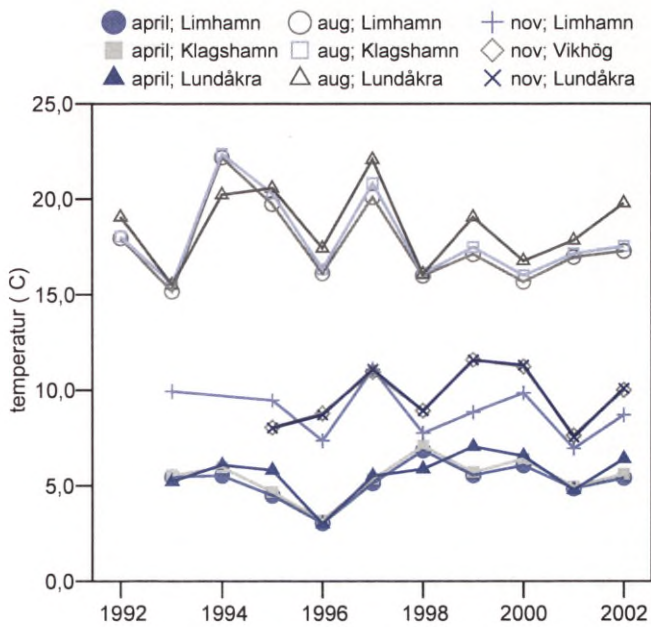 april; Limhamn aug; Limhamn nov; Limhamn
april; Klagshamn aug; Klagshamn nov; Vikhög
april; Lundåkra aug; Lundåkra nov; Lundåkra
25,0
20,0
15,0
10,0
5,0
0,0
temperatur ( C)
1992 1994 1996 1998 2000 2002